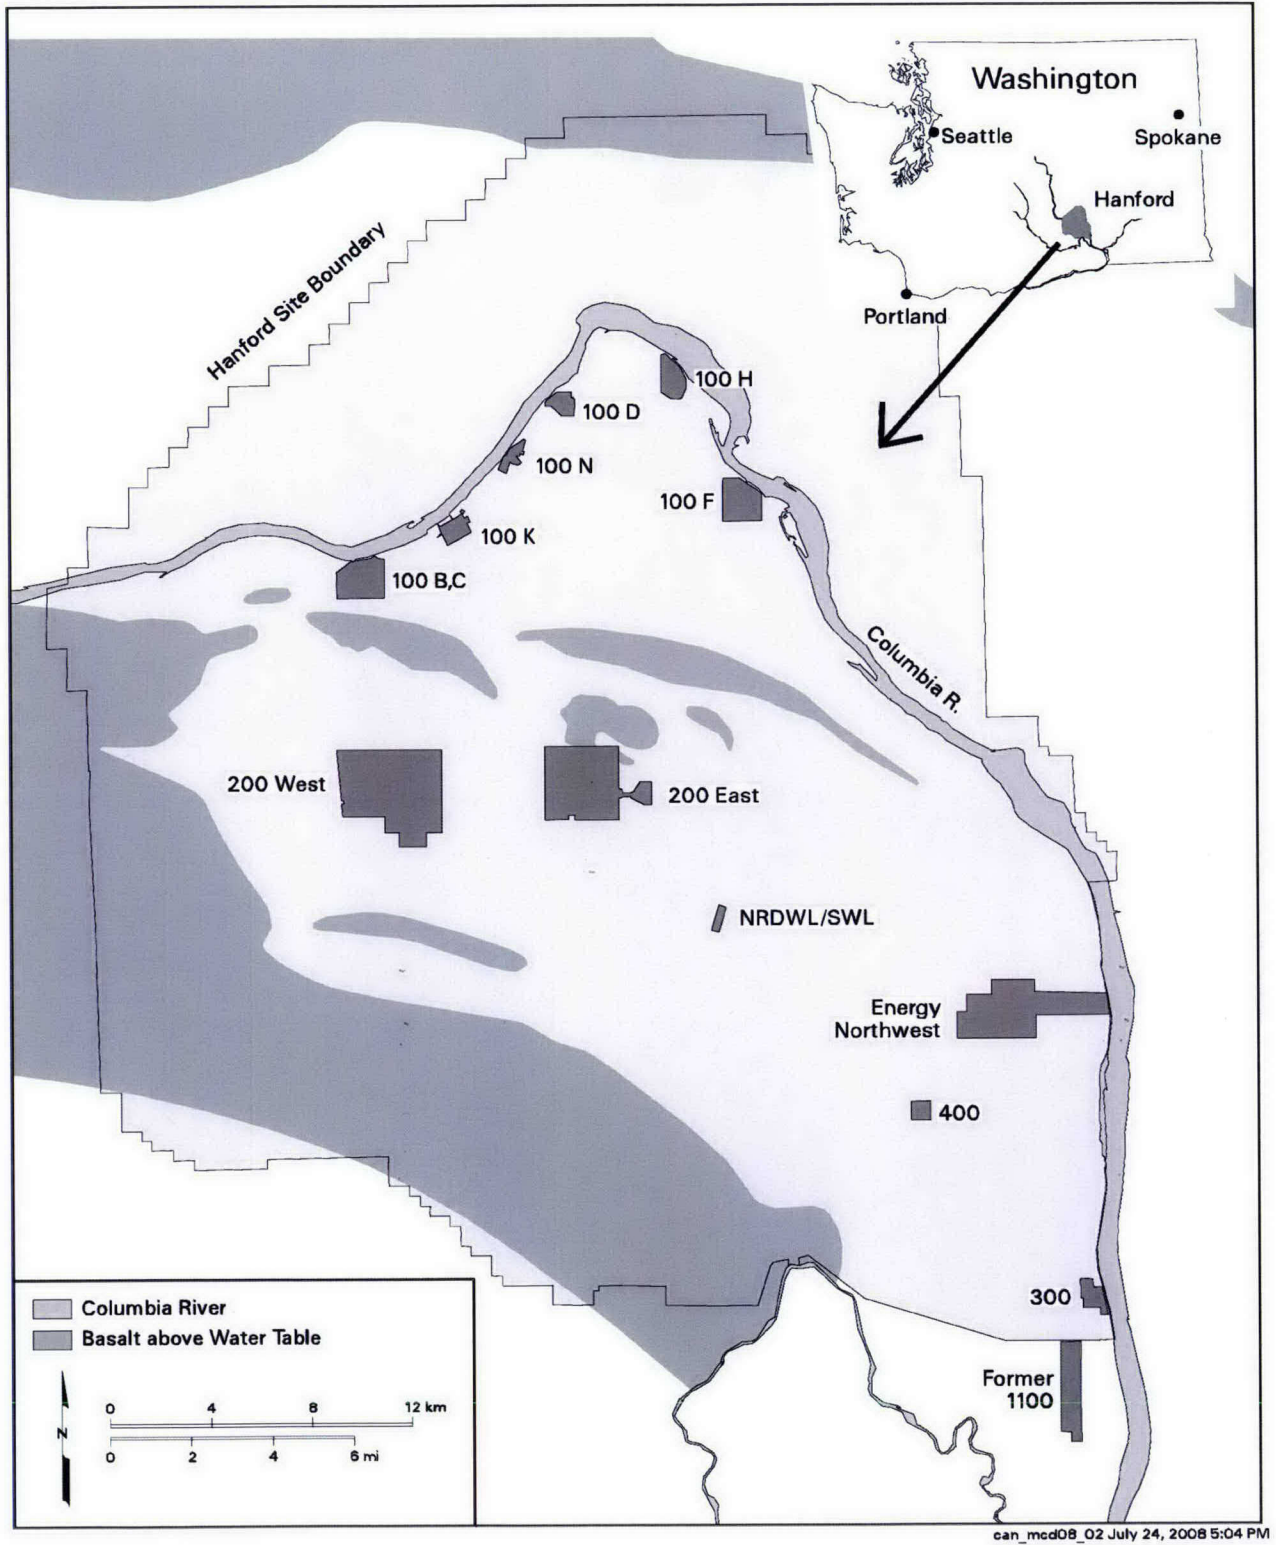 Washington
Seattle
Spokane
Hanford
Portland
Hanford Site Boundary
100 H
100 D
100 N
100 F
100 K
100 B,C
Columbia R.
200 West
200 East
NRDWL/SWL
Energy
Northwest
400
300
Former
1100
Columbia River
Basalt above Water Table
N
0 4 8 12 km
0 2 4 6 mi
can_mcd08_02 July 24, 2008 5:04 PM